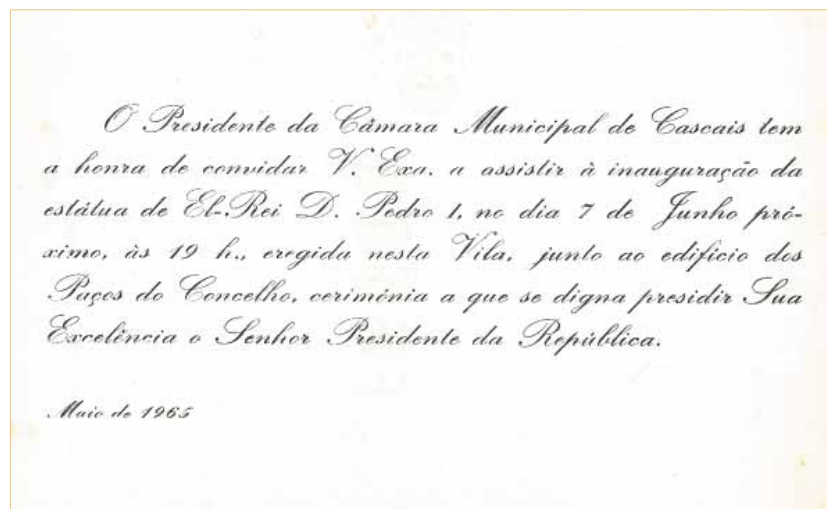 O Presidente da Câmara Municipal de Cascais tem
a honra de convidar V. Exa. a assistir à inauguração da
estátua de El-Rei D. Pedro I, no dia 7 de Junho pró-
ximo, às 19 h., eregida nesta Vila, junto ao edifício dos
Paços do Concelho, cerimónia a que se digna presidir Sua
Excelência o Senhor Presidente da República.
Maio de 1965